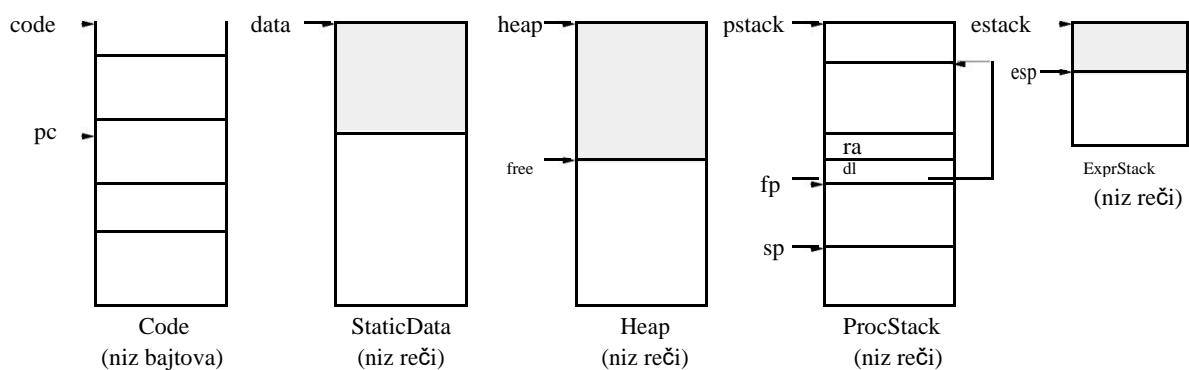 code
data
heap
pstack
estack
esp
pc
ra
dl
free
fp
ExprStack
(niz reči)
sp
Code
StaticData
Heap
ProcStack
(niz bajtova)
(niz reči)
(niz reči)
(niz reči)